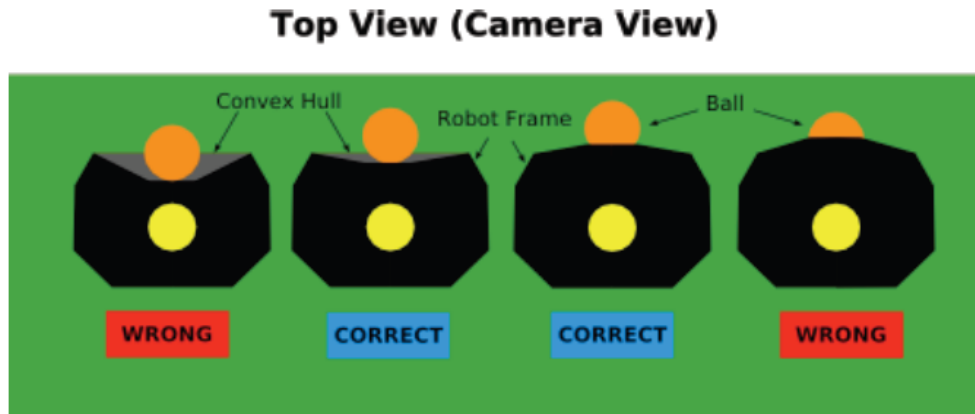 Top View (Camera View)
Convex Hull
Robot Frame
Ball
WRONG
CORRECT
CORRECT
WRONG